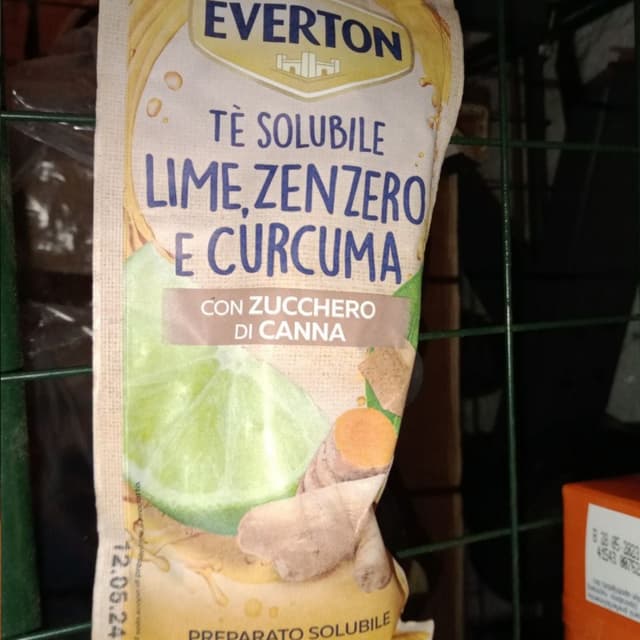 EVERTON
TÈ SOLUBILE
LIME, ZENZERO
E CURCUMA
CON ZUCCHERO
DI CANNA
12.05.24
PREPARATO SOLUBILE